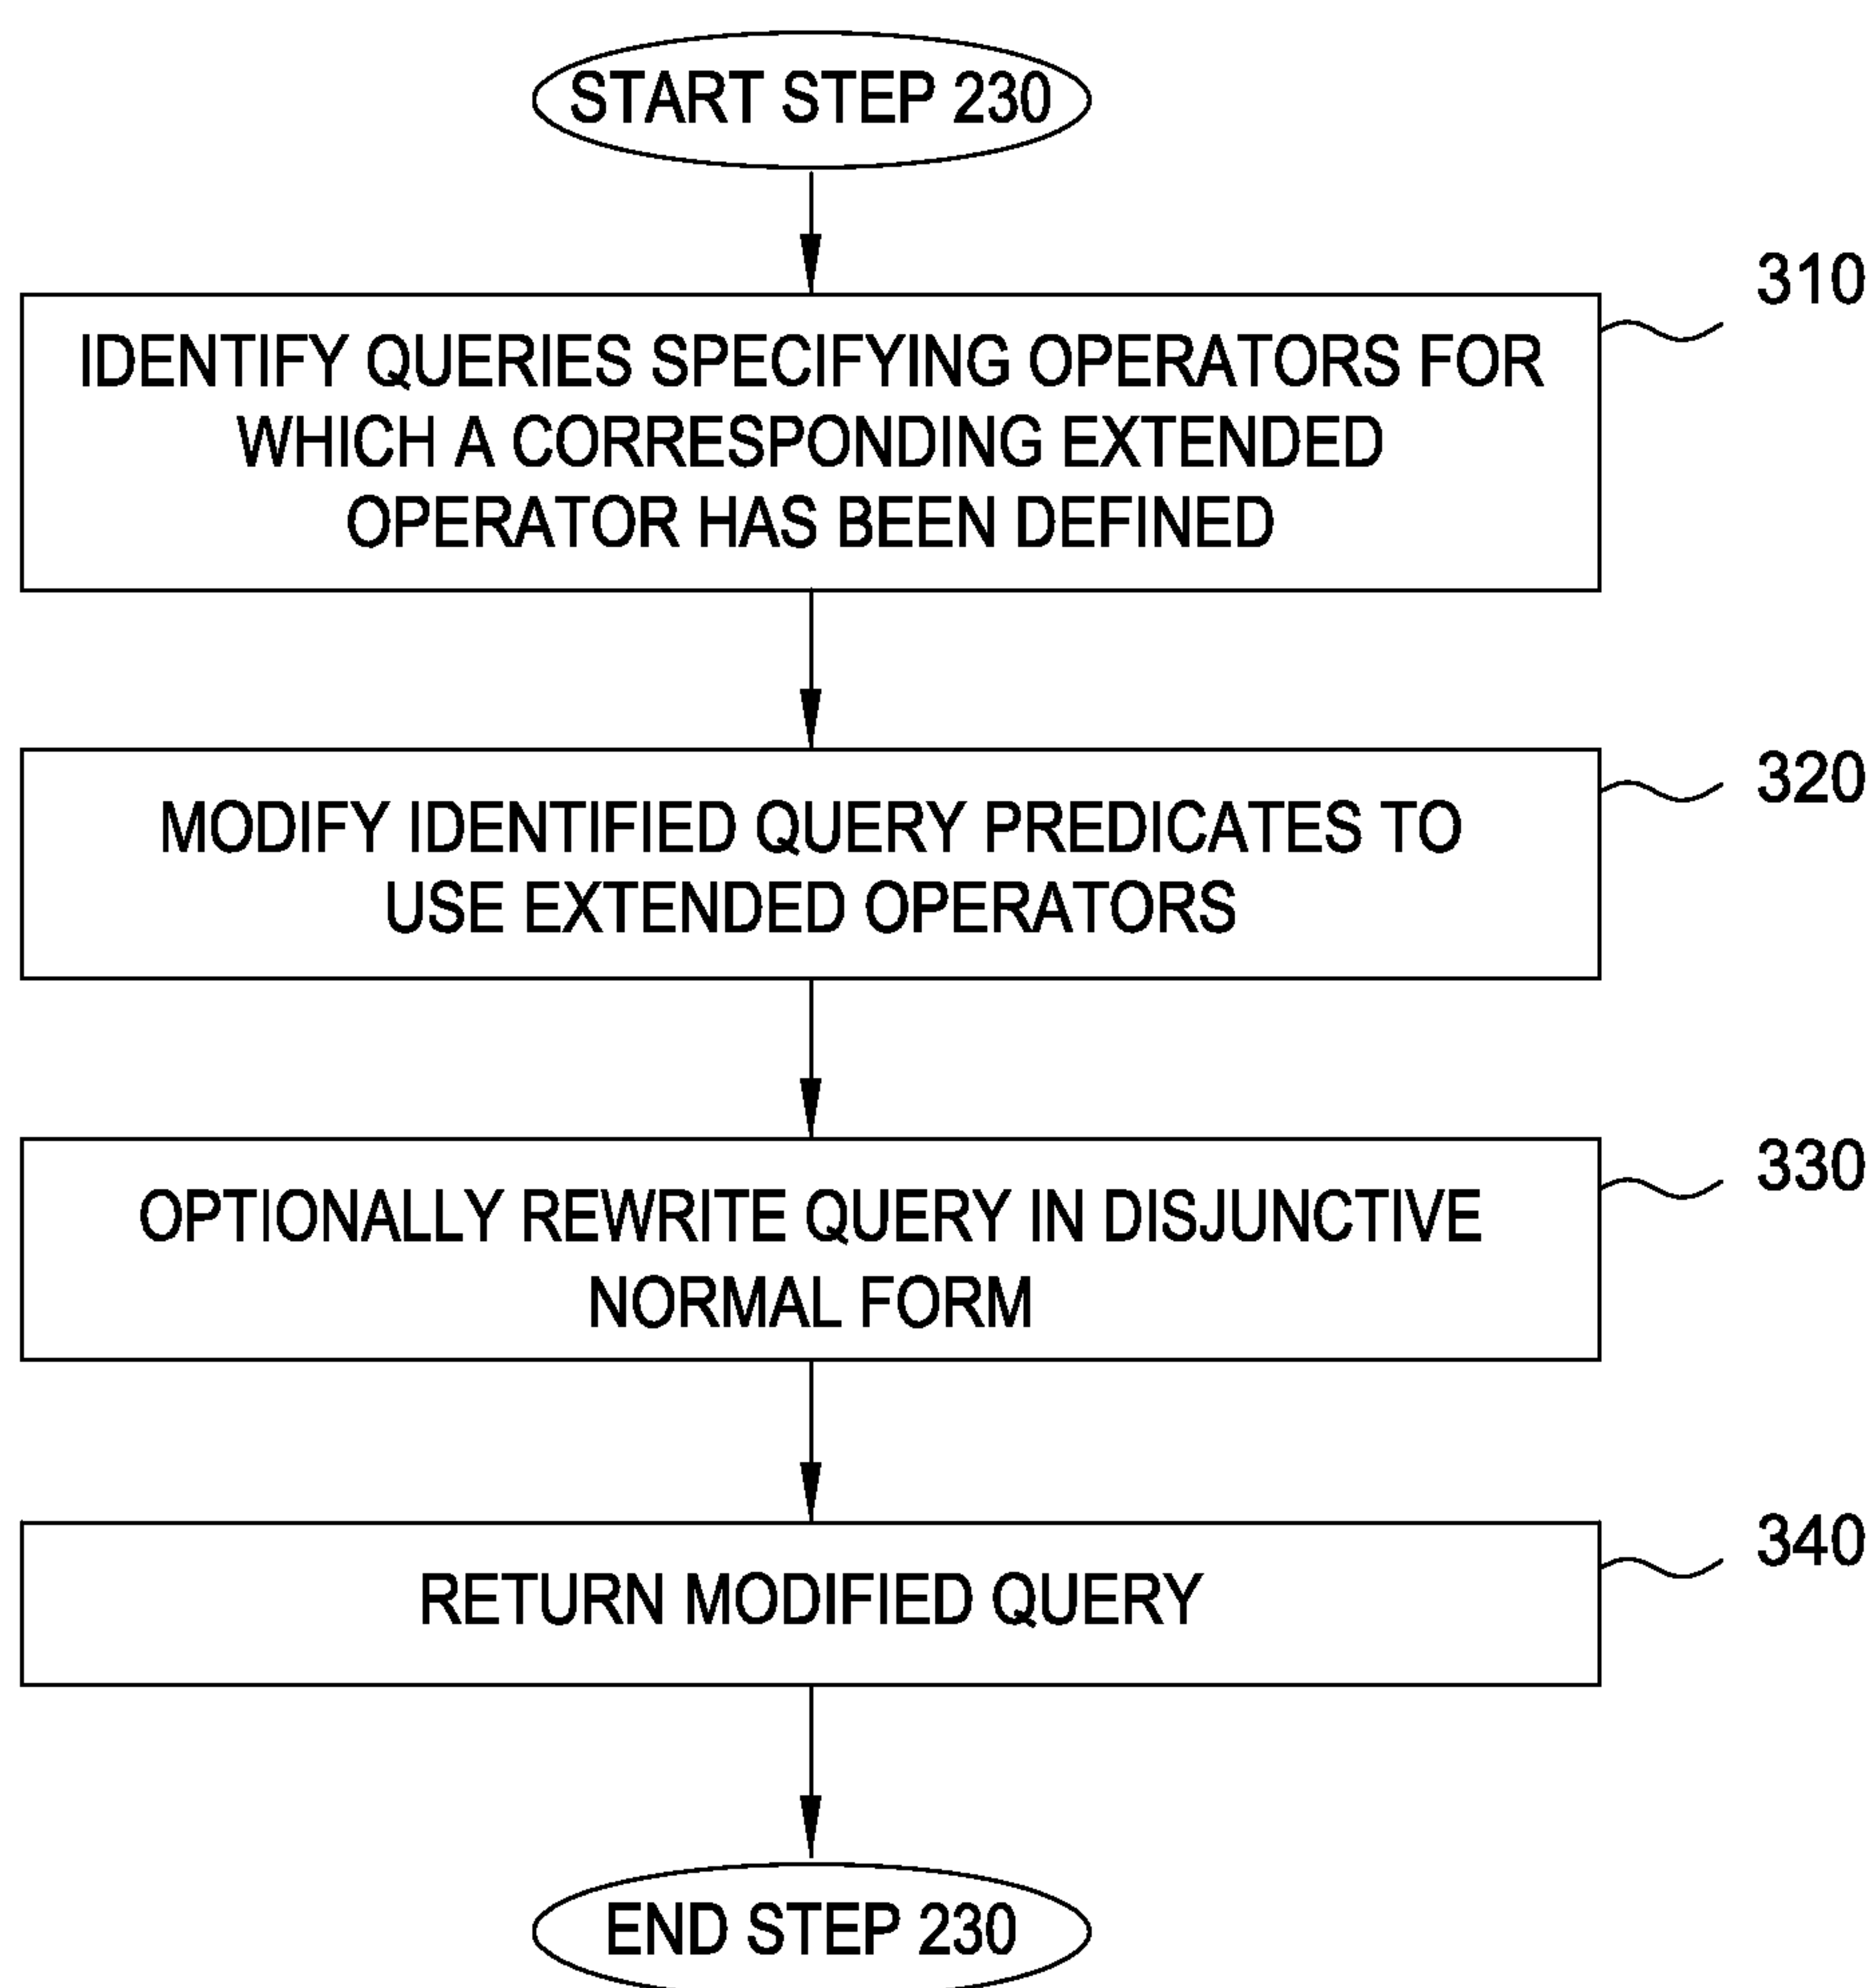 START STEP 230
310
IDENTIFY QUERIES SPECIFYING OPERATORS FOR
WHICH A CORRESPONDING EXTENDED
OPERATOR HAS BEEN DEFINED
320
MODIFY IDENTIFIED QUERY PREDICATES TO
USE EXTENDED OPERATORS
330
OPTIONALLY REWRITE QUERY IN DISJUNCTIVE
NORMAL FORM
340
RETURN MODIFIED QUERY
END STEP 230